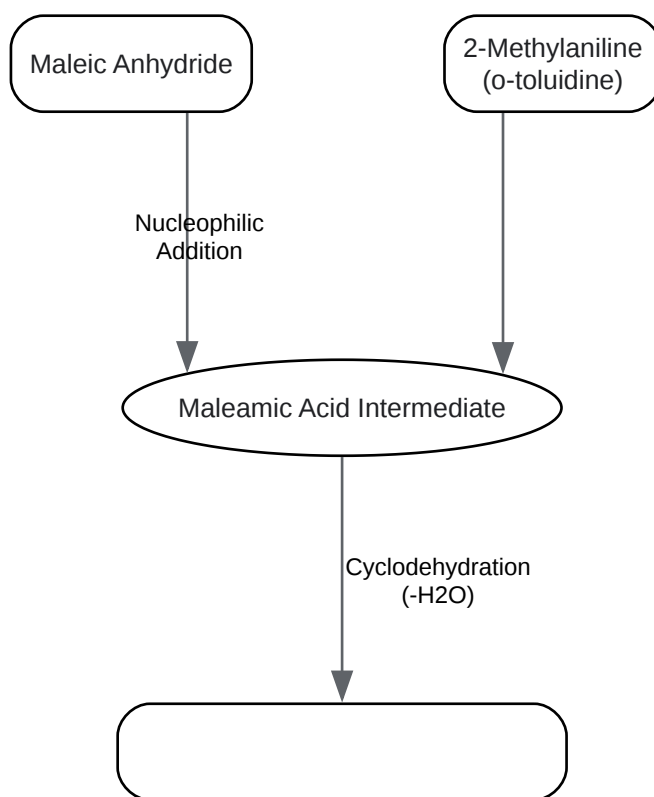 Maleic Anhydride
2-Methylaniline
(o-toluidine)
Nucleophilic
Addition
Maleamic Acid Intermediate
Cyclodehydration
(-H2O)